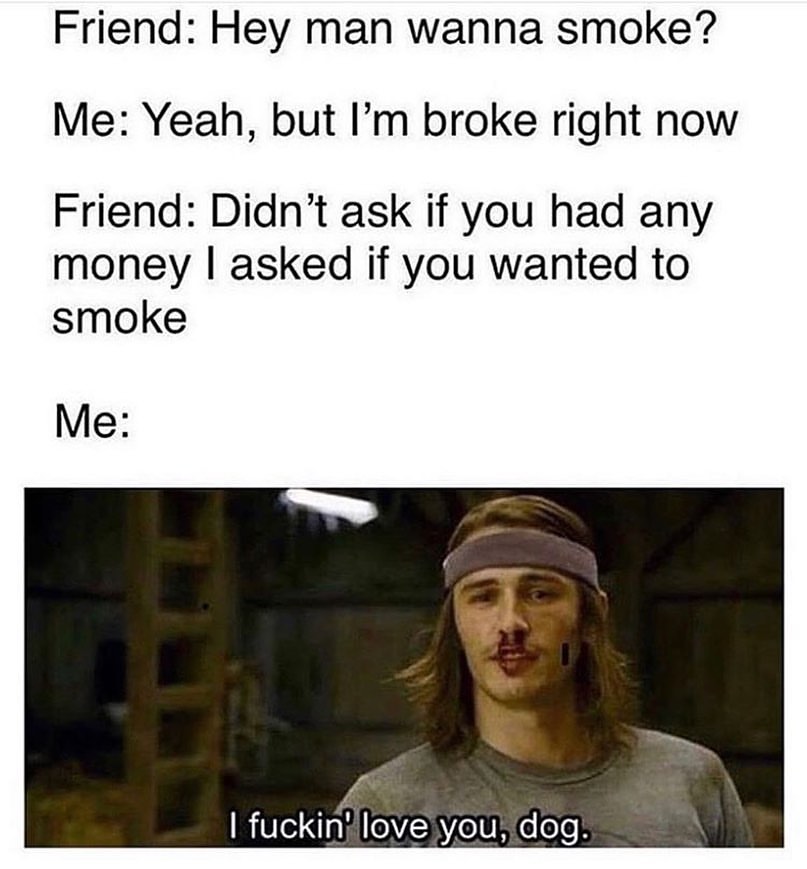 Friend: Hey man wanna smoke?
Me: Yeah, but I’m broke right now
Friend: Didn’t ask if you had any
money I asked if you wanted to
smoke
Me:
I fuckin' love you, dog.